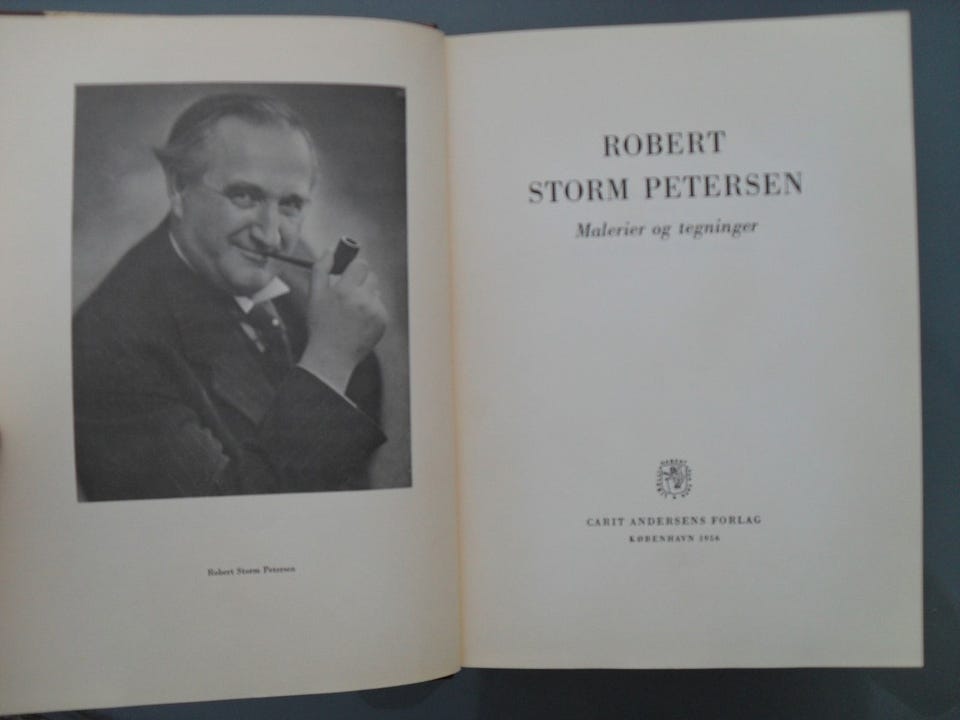 Robert Storm Petersen
ROBERT
STORM PETERSEN
Malerier og tegninger
CARIT ANDERSENS FORLAG
KØBENHAVN 1956